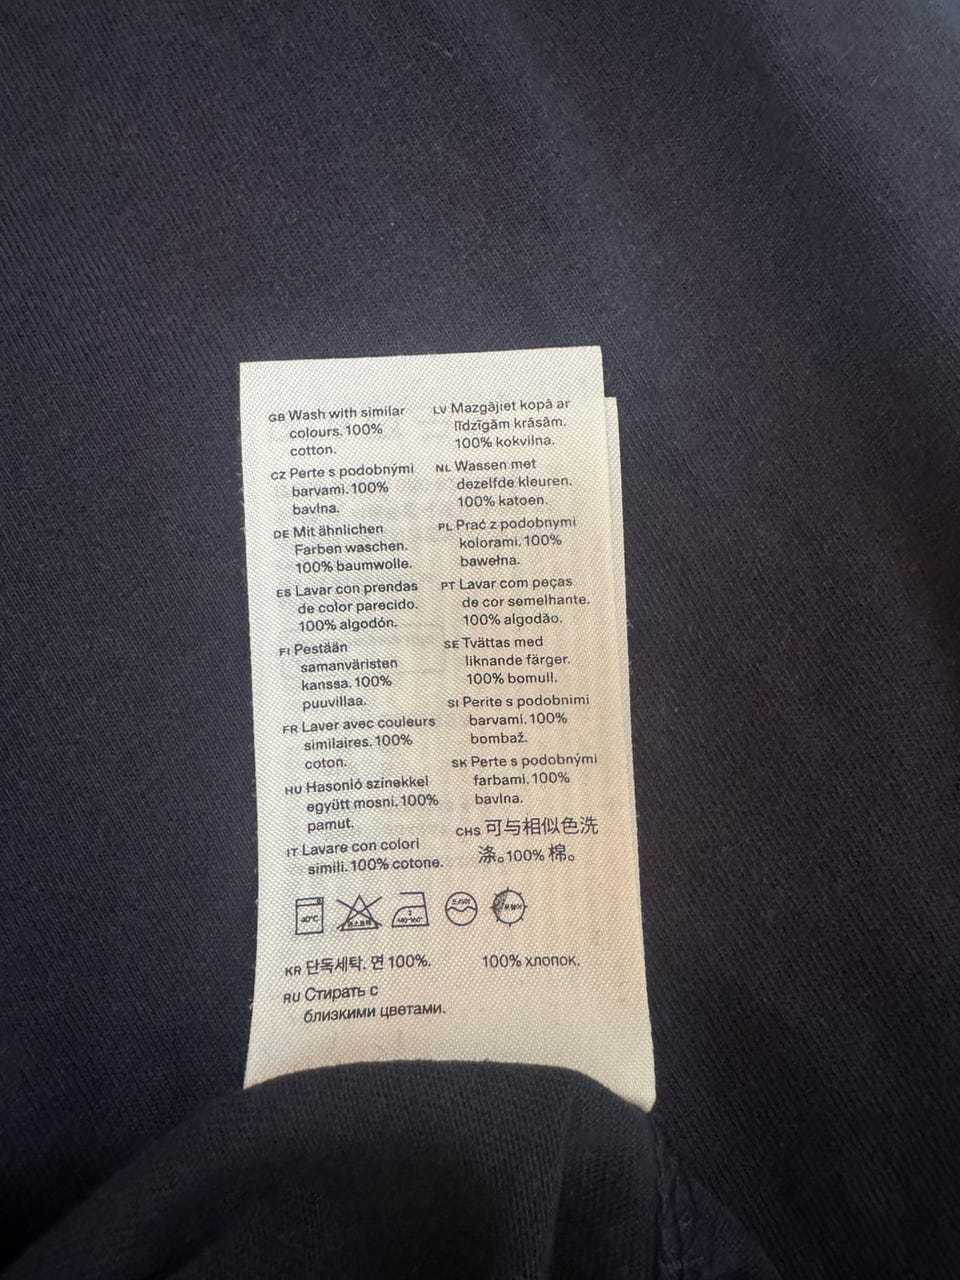 GB Wash with similar
colours. 100%
cotton.
CZ Perte s podobnými
barvami. 100%
bavlna.
DE Mit ähnlichen
Farben waschen.
100% baumwolle.
ES Lavar con prendas
de color parecido.
100% algodón.
FI Pestään
samanväristen
kanssa. 100%
puuvillaa.
FR Laver avec couleurs
similaires. 100%
coton.
HU Hasonló színekkel
együtt mosni. 100%
pamut.
IT Lavare con colori
simili. 100% cotone.
LV Mazgājiet kopā ar
līdzīgām krāsām.
100% kokvilna.
NL Wassen met
dezelfde kleuren.
100% katoen.
PL Prać z podobnymi
kolorami. 100%
bawełna.
PT Lavar com peças
de cor semelhante.
100% algodão.
SE Tvättas med
liknande färger.
100% bomull.
SI Perite s podobnimi
barvami. 100%
bombaž.
SK Perte s podobnými
farbami. 100%
bavlna.
CHS 可与相似色洗
涤。100% 棉。
40°C
드라이
KR 단독세탁. 면 100%.
RU Стирать с
близкими цветами.
100% хлопок.